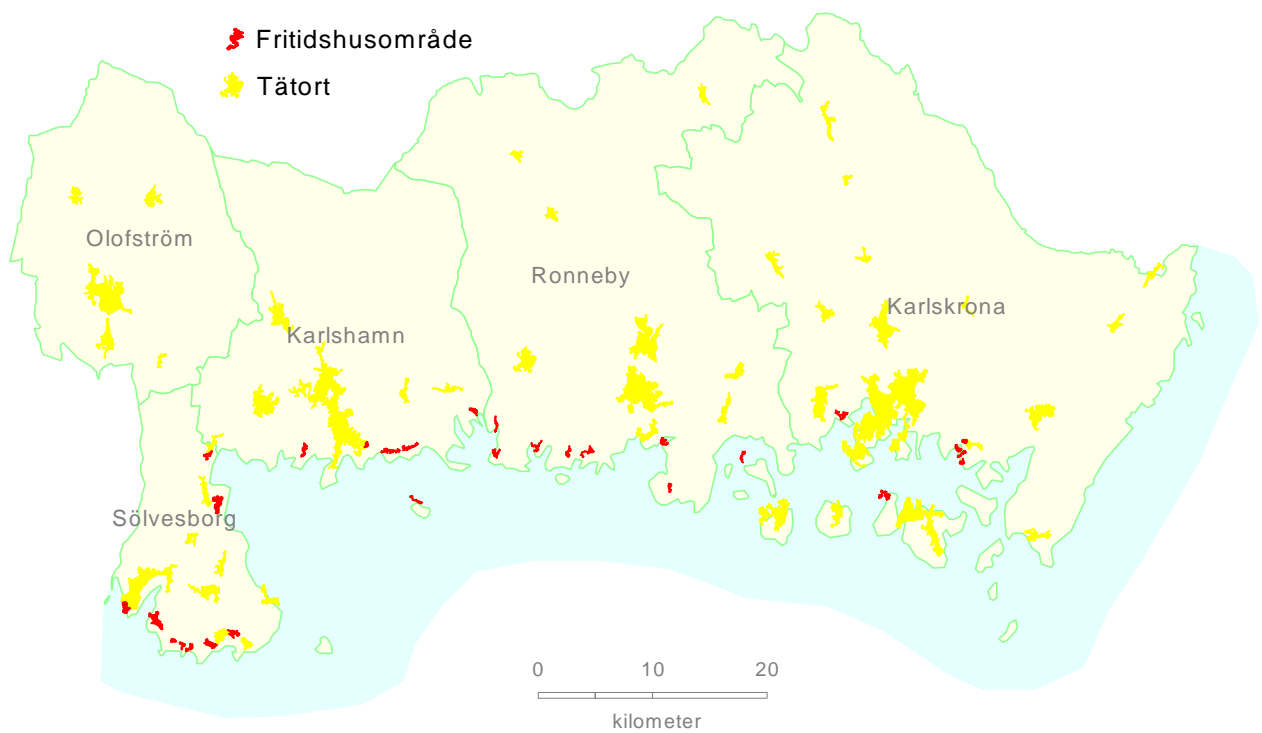 Fritidshusområde
Tätort
Olofström
Ronneby
Karlskrona
Karlshamn
Sölvesborg
0 10 20
kilometer